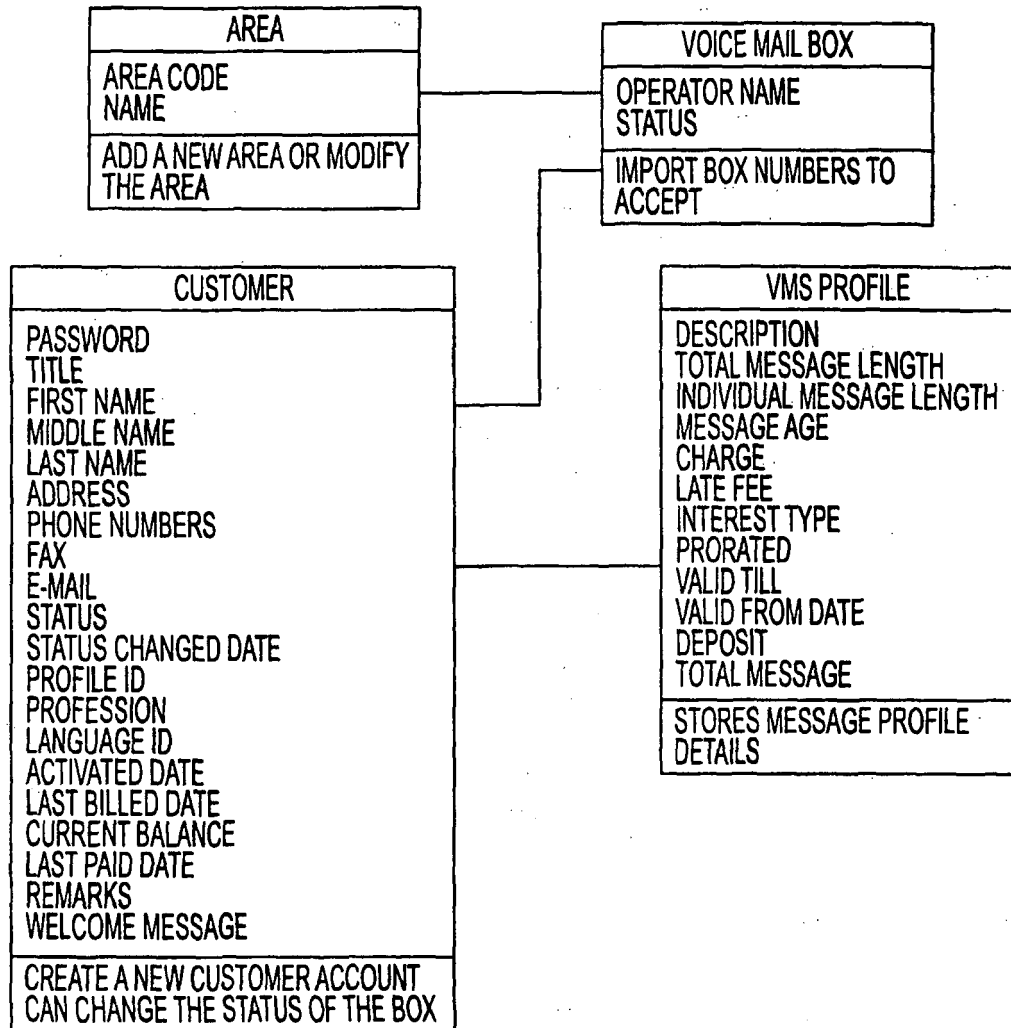 AREA
AREA CODE
NAME
ADD A NEW AREA OR MODIFY
THE AREA
VOICE MAIL BOX
OPERATOR NAME
STATUS
IMPORT BOX NUMBERS TO
ACCEPT
CUSTOMER
PASSWORD
TITLE
FIRST NAME
MIDDLE NAME
LAST NAME
ADDRESS
PHONE NUMBERS
FAX
E-MAIL
STATUS
STATUS CHANGED DATE
PROFILE ID
PROFESSION
LANGUAGE ID
ACTIVATED DATE
LAST BILLED DATE
CURRENT BALANCE
LAST PAID DATE
REMARKS
WELCOME MESSAGE
CREATE A NEW CUSTOMER ACCOUNT
CAN CHANGE THE STATUS OF THE BOX
VMS PROFILE
DESCRIPTION
TOTAL MESSAGE LENGTH
INDIVIDUAL MESSAGE LENGTH
MESSAGE AGE
CHARGE
LATE FEE
INTEREST TYPE
PRORATED
VALID TILL
VALID FROM DATE
DEPOSIT
TOTAL MESSAGE
STORES MESSAGE PROFILE
DETAILS